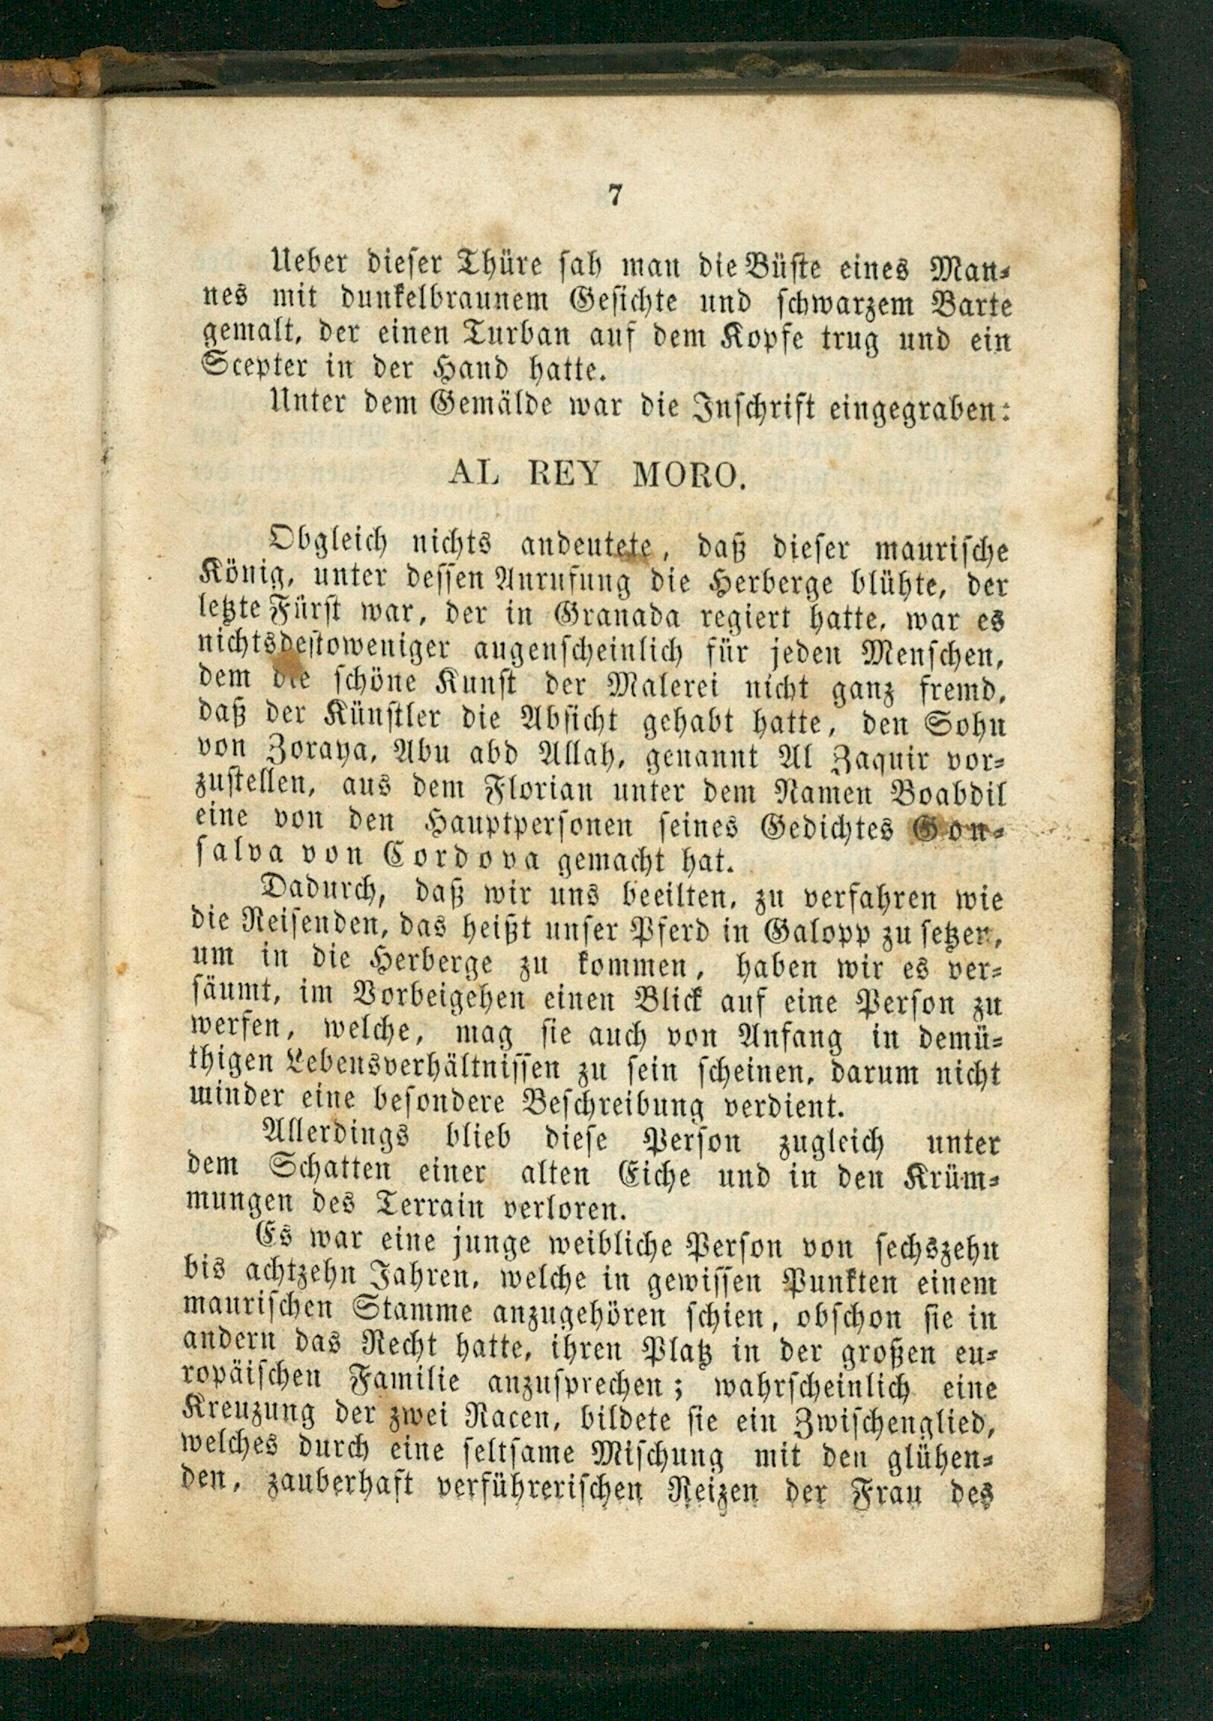 7
Ueber dieser Thüre sah man die Büste eines Man-
nes mit dunkelbraunem Gesichte und schwarzem Barte
gemalt, der einen Turban auf dem Kopfe trug und ein
Scepter in der Hand hatte.
Unter dem Gemälde war die Inschrift eingegraben:
AL REY MORO.
Obgleich nichts andeutete, daß dieser maurische
König, unter dessen Anrufung die Herberge blühte, der
letzte Fürst war, der in Granada regiert hatte, war es
nichtsdestoweniger augenscheinlich für jeden Menschen,
dem die schöne Kunst der Malerei nicht ganz fremd,
daß der Künstler die Absicht gehabt hatte, den Sohn
von Zoraya, Abu abd Allah, genannt Al Zaquir vor-
zustellen, aus dem Florian unter dem Namen Boabdil
eine von den Hauptpersonen seines Gedichtes Gon-
salva von Cordova gemacht hat.
Dadurch, daß wir uns beeilten, zu verfahren wie
die Reisenden, das heißt unser Pferd in Galopp zu setzen,
um in die Herberge zu kommen, haben wir es ver-
säumt, im Vorbeigehen einen Blick auf eine Person zu
werfen, welche, mag sie auch von Anfang in demü-
thigen Lebensverhältnissen zu sein scheinen, darum nicht
minder eine besondere Beschreibung verdient.
Allerdings blieb diese Person zugleich unter
dem Schatten einer alten Eiche und in den Krüm-
mungen des Terrain verloren.
Es war eine junge weibliche Person von sechszehn
bis achtzehn Jahren, welche in gewissen Punkten einem
maurischen Stamme anzugehören schien, obschon sie in
andern das Recht hatte, ihren Platz in der großen eu-
ropäischen Familie anzusprechen; wahrscheinlich eine
Kreuzung der zwei Racen, bildete sie ein Zwischenglied,
welches durch eine seltsame Mischung mit den glühen-
den, zauberhaft verführerischen Reizen der Frau des